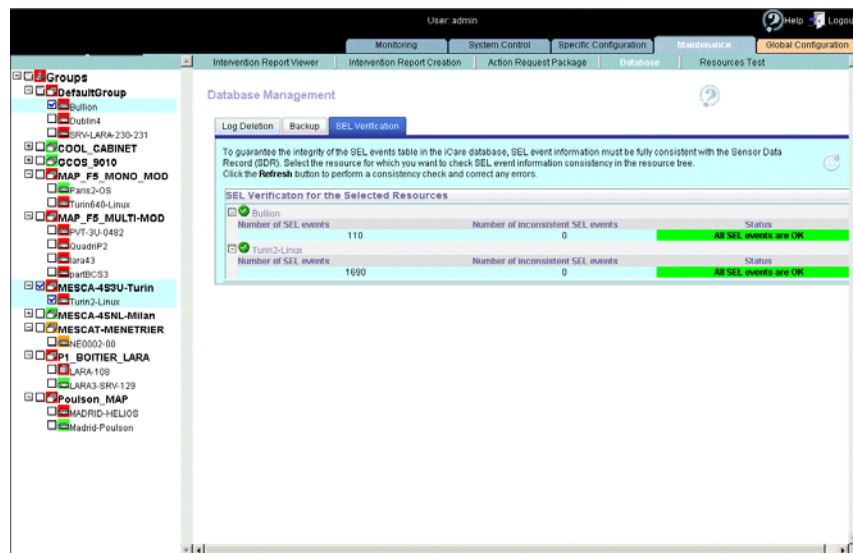 User: admin
Help Logou
Monitoring System Control Specific Configuration Maintenance Global Configuration
Intervention Report Viewer Intervention Report Creation Action Request Package Database Resources Test
Groups
DefaultGroup
Bullion
Dublin4
SRV-LARA-230-231
COOL_CABINET
GCOS_9010
MAP_F5_MONO_MOD
Paris2-OS
Turin640-Linux
MAP_F5_MULTI-MOD
PVT-3U-0482
QuadriP2
lara43
partBCS3
MESCA-4S3U-Turin
Turin2-Linux
MESCA-4SNL-Milan
MESCAT-MENETRIER
NE0002-00
P1_BOITIER_LARA
LARA-108
LARA3-SRV-129
Poulson_MAP
MADRID-HELIOS
Madrid-Poulson
Database Management
Log Deletion Backup SEL Verification
To guarantee the integrity of the SEL events table in the iCare database, SEL event information must be fully consistent with the Sensor Data
Record (SDR). Select the resource for which you want to check SEL event information consistency in the resource tree.
Click the Refresh button to perform a consistency check and correct any errors.
SEL Verificaton for the Selected Resources
Bullion
Number of SEL events Number of inconsistent SEL events Status
110 0 All SEL events are OK
Turin2-Linux
Number of SEL events Number of inconsistent SEL events Status
1690 0 All SEL events are OK